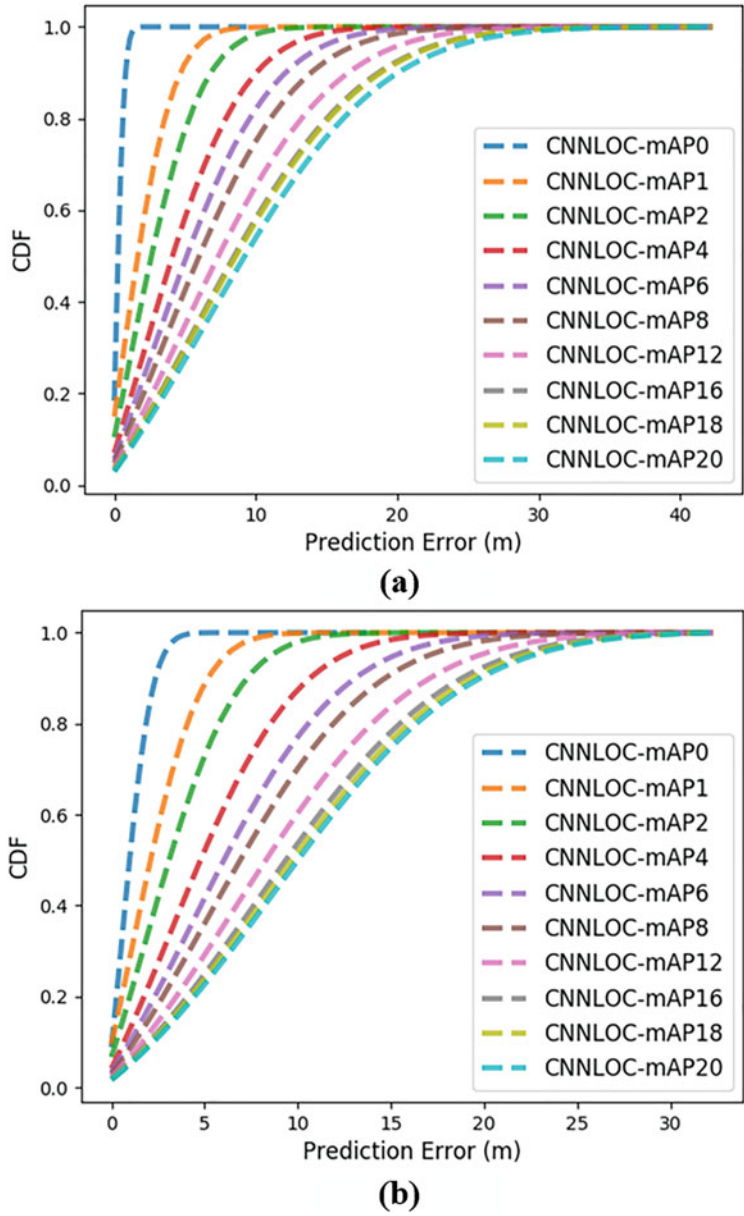 1.0
0.8
0.6
0.4
0.2
0.0
CDF
CNNLOC-mAP0
CNNLOC-mAP1
CNNLOC-mAP2
CNNLOC-mAP4
CNNLOC-mAP6
CNNLOC-mAP8
CNNLOC-mAP12
CNNLOC-mAP16
CNNLOC-mAP18
CNNLOC-mAP20
0 10 20 30 40
Prediction Error (m)
(a)
1.0
0.8
0.6
0.4
0.2
0.0
CDF
CNNLOC-mAP0
CNNLOC-mAP1
CNNLOC-mAP2
CNNLOC-mAP4
CNNLOC-mAP6
CNNLOC-mAP8
CNNLOC-mAP12
CNNLOC-mAP16
CNNLOC-mAP18
CNNLOC-mAP20
0 5 10 15 20 25 30
Prediction Error (m)
(b)